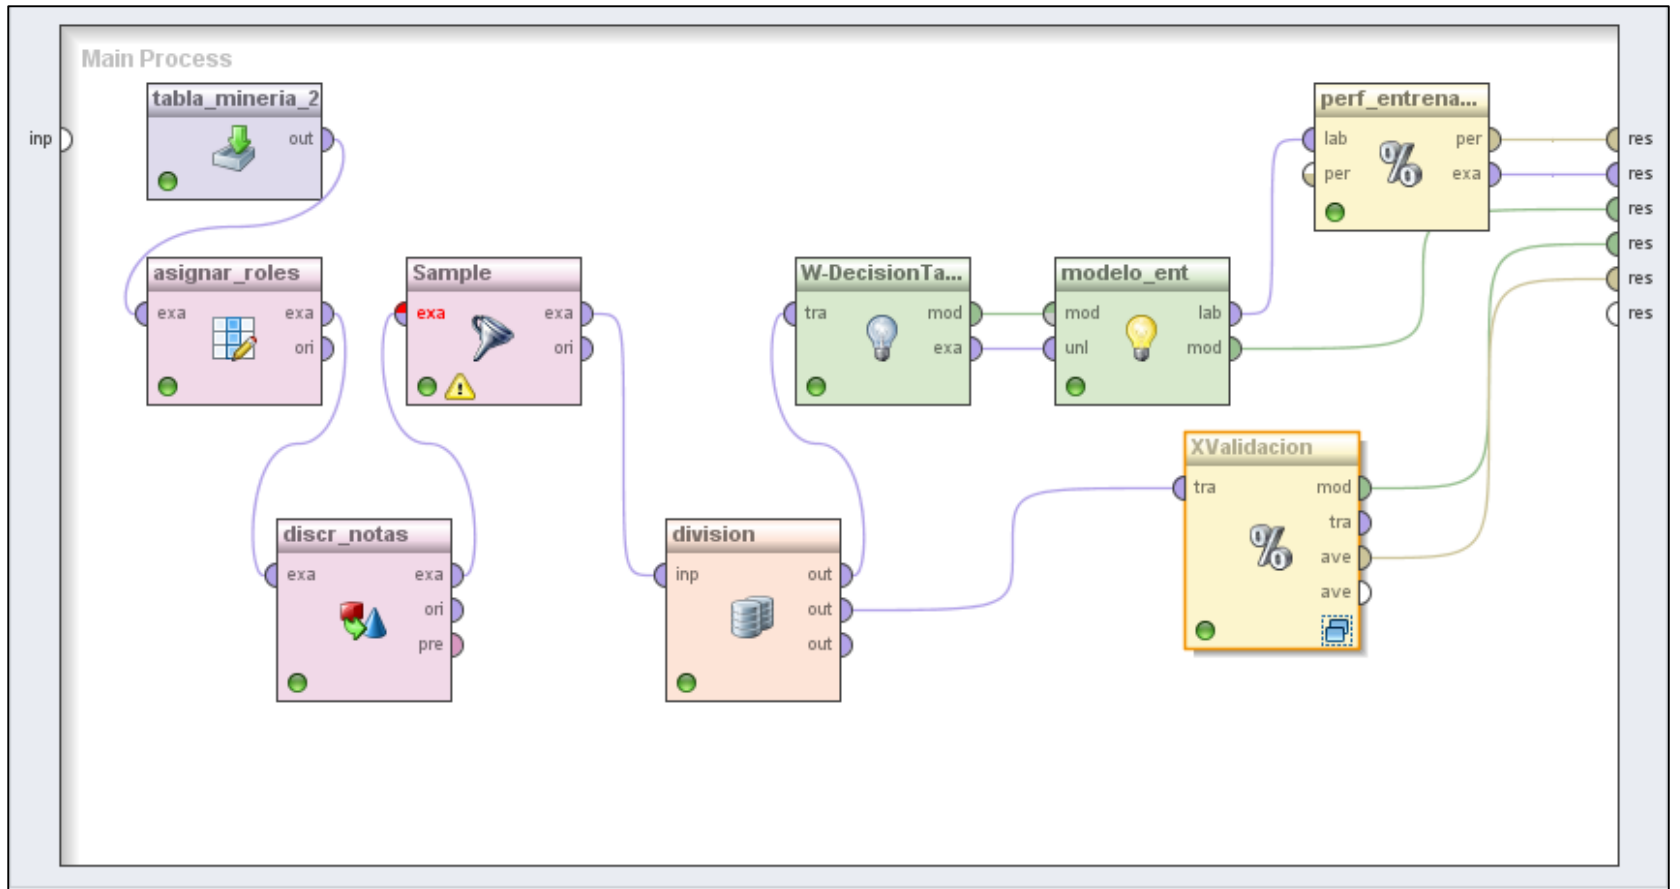 Main Process
inp
res
res
res
res
res
res
tabla_mineria_2
out
asignar_roles
exa
exa
ori
discr_notas
exa
exa
ori
pre
Sample
exa
exa
ori
division
inp
out
out
out
W-DecisionTa...
tra
mod
exa
modelo_ent
mod
lab
unl
mod
perf_entrena...
lab
per
per
exa
XValidacion
tra
mod
tra
ave
ave